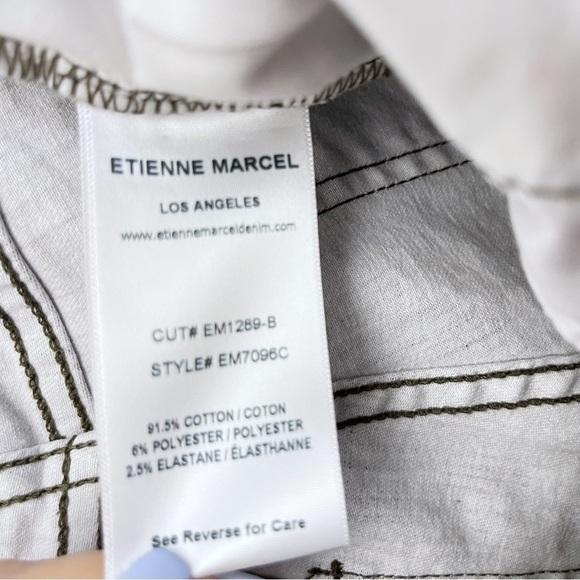 ETIENNE MARCEL
LOS ANGELES
www.etiennemarceldenim.com
CUT# EM1289-B
STYLE# EM7096C
91.5% COTTON / COTON
6% POLYESTER / POLYESTER
2.5% ELASTANE / ÉLASTHANNE
See Reverse for Care